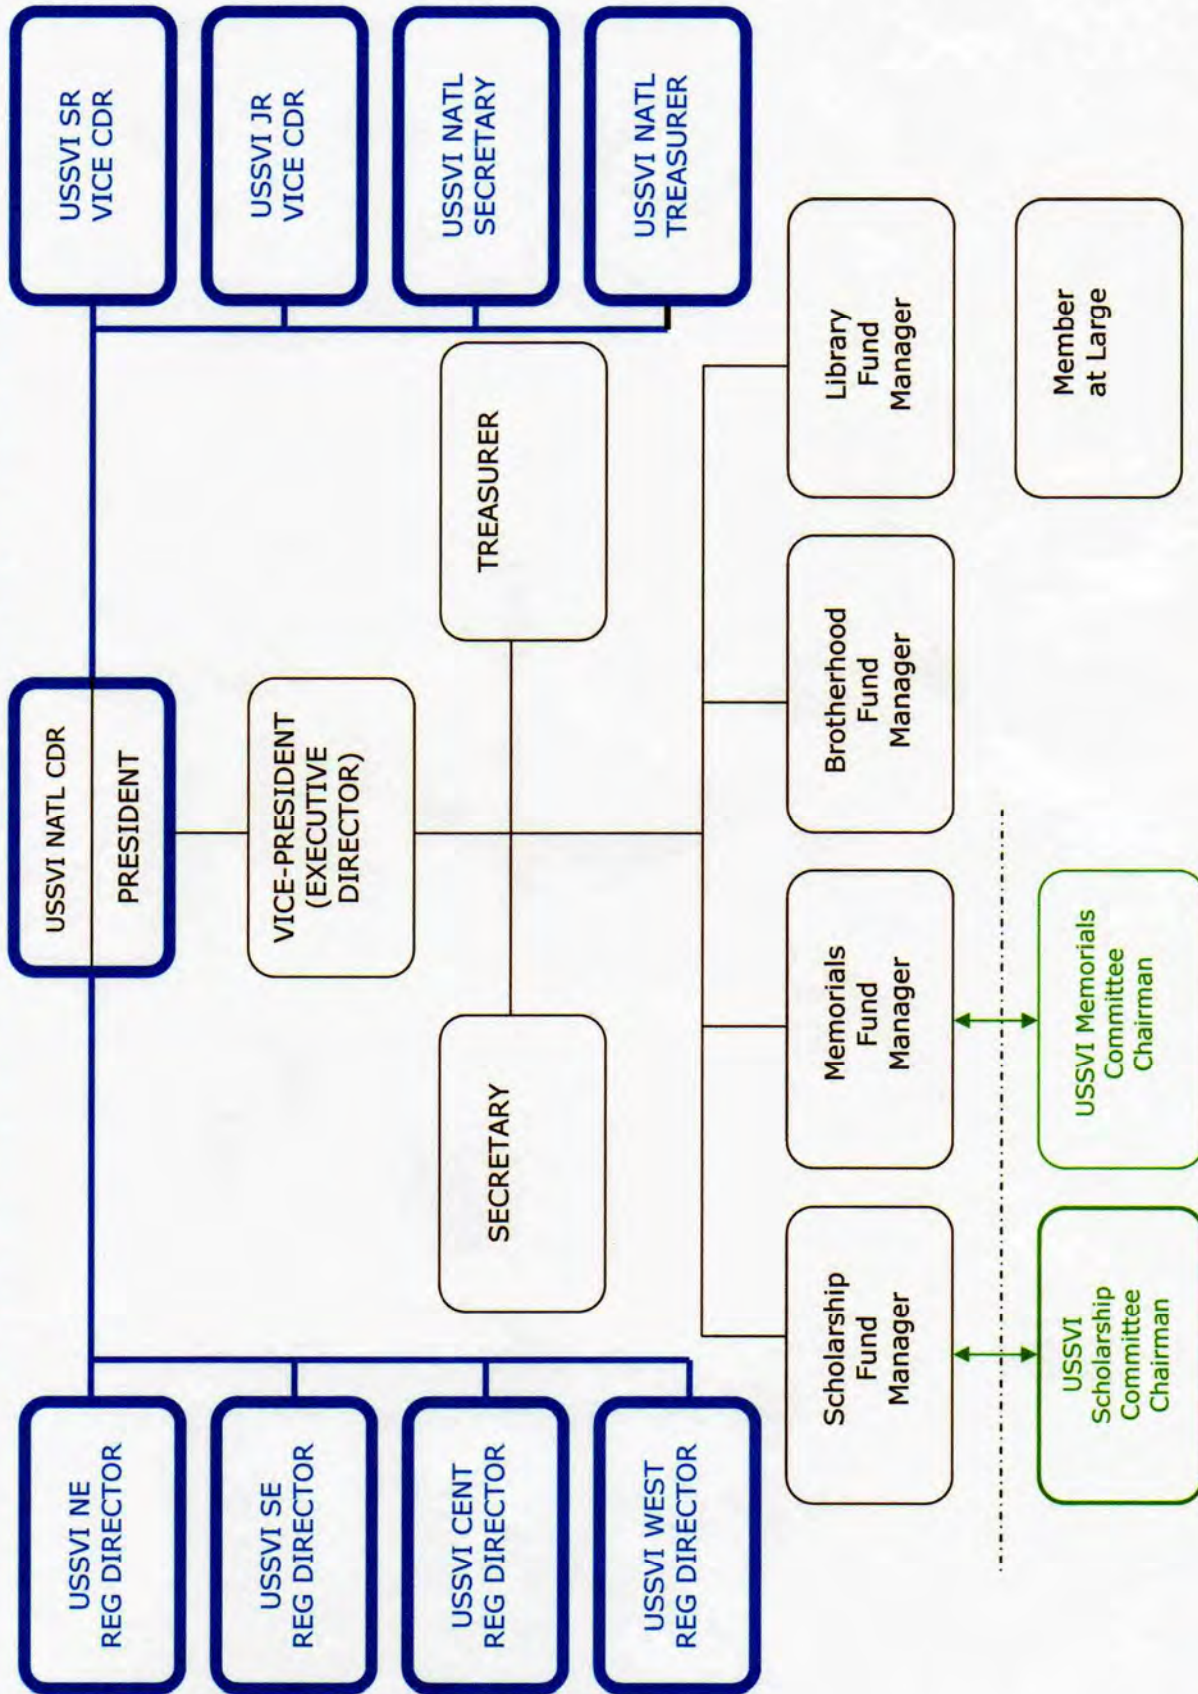 USSVI NATL CDR
PRESIDENT
USSVI NE
REG DIRECTOR
USSVI SE
REG DIRECTOR
USSVI CENT
REG DIRECTOR
USSVI WEST
REG DIRECTOR
USSVI SR
VICE CDR
USSVI JR
VICE CDR
USSVI NATL
SECRETARY
USSVI NATL
TREASURER
VICE-PRESIDENT
(EXECUTIVE
DIRECTOR)
SECRETARY
TREASURER
Scholarship
Fund
Manager
Memorials
Fund
Manager
Brotherhood
Fund
Manager
Library
Fund
Manager
USSVI
Scholarship
Committee
Chairman
USSVI Memorials
Committee
Chairman
Member
at Large